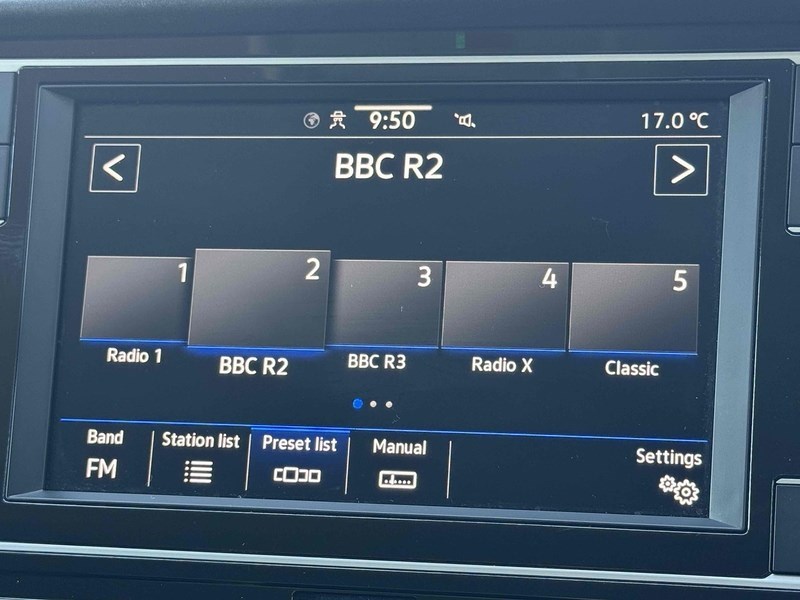 9:50
17.0 °C
<
BBC R2
>
1
2
3
4
5
Radio 1
BBC R2
BBC R3
Radio X
Classic
Band
FM
Station list
Preset list
Manual
Settings